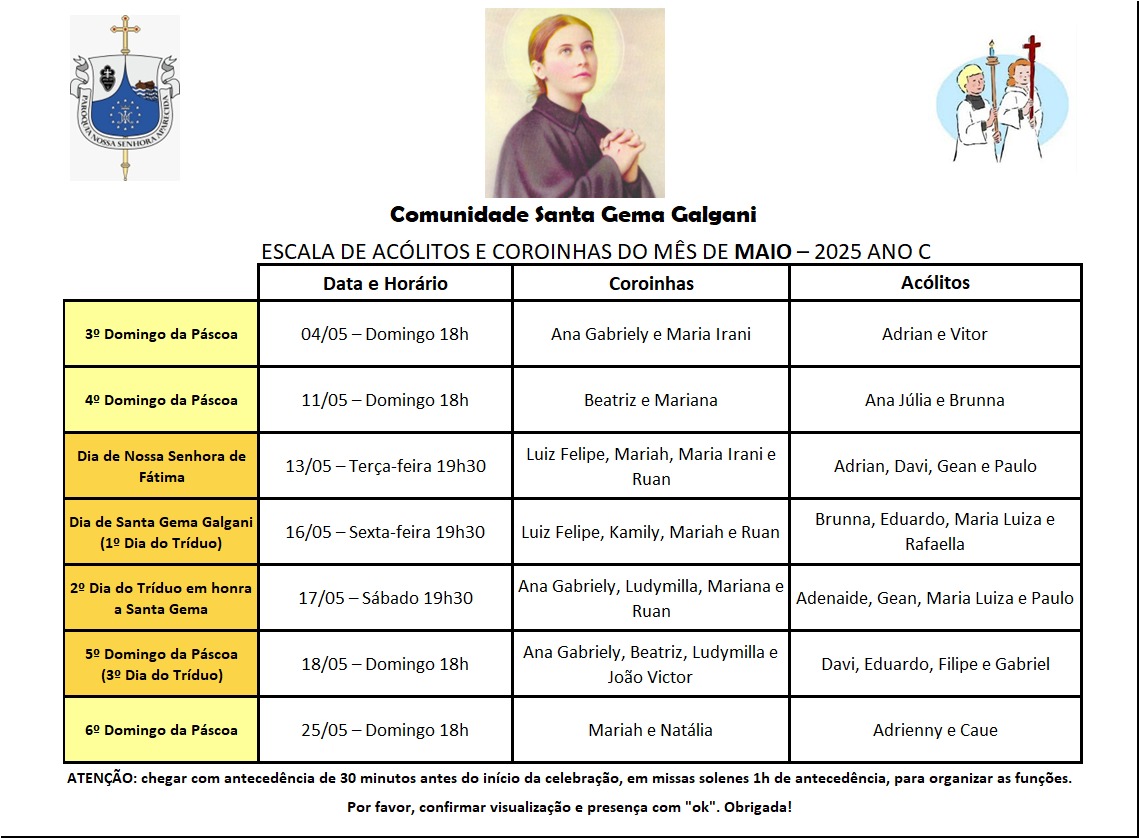 PARÓQUIA NOSSA SENHORA APARECIDA
Comunidade Santa Gema Galgani
ESCALA DE ACÓLITOS E COROINHAS DO MÊS DE MAIO – 2025 ANO C
Data e Horário Coroinhas Acólitos
3º Domingo da Páscoa 04/05 – Domingo 18h Ana Gabriely e Maria Irani Adrian e Vitor
4º Domingo da Páscoa 11/05 – Domingo 18h Beatriz e Mariana Ana Júlia e Brunna
Dia de Nossa Senhora de
Fátima
13/05 – Terça-feira 19h30
Luiz Felipe, Mariah, Maria Irani e
Ruan
Adrian, Davi, Gean e Paulo
Dia de Santa Gema Galgani
(1º Dia do Tríduo)
16/05 – Sexta-feira 19h30
Luiz Felipe, Kamily, Mariah e Ruan
Brunna, Eduardo, Maria Luiza e
Rafaella
2º Dia do Tríduo em honra
a Santa Gema
17/05 – Sábado 19h30
Ana Gabriely, Ludymilla, Mariana e
Ruan
Adenaide, Gean, Maria Luiza e Paulo
5º Domingo da Páscoa
(3º Dia do Tríduo)
18/05 – Domingo 18h
Ana Gabriely, Beatriz, Ludymilla e
João Victor
Davi, Eduardo, Filipe e Gabriel
6º Domingo da Páscoa 25/05 – Domingo 18h Mariah e Natália Adrienny e Caue
ATENÇÃO: chegar com antecedência de 30 minutos antes do início da celebração, em missas solenes 1h de antecedência, para organizar as funções.
Por favor, confirmar visualização e presença com "ok". Obrigada!